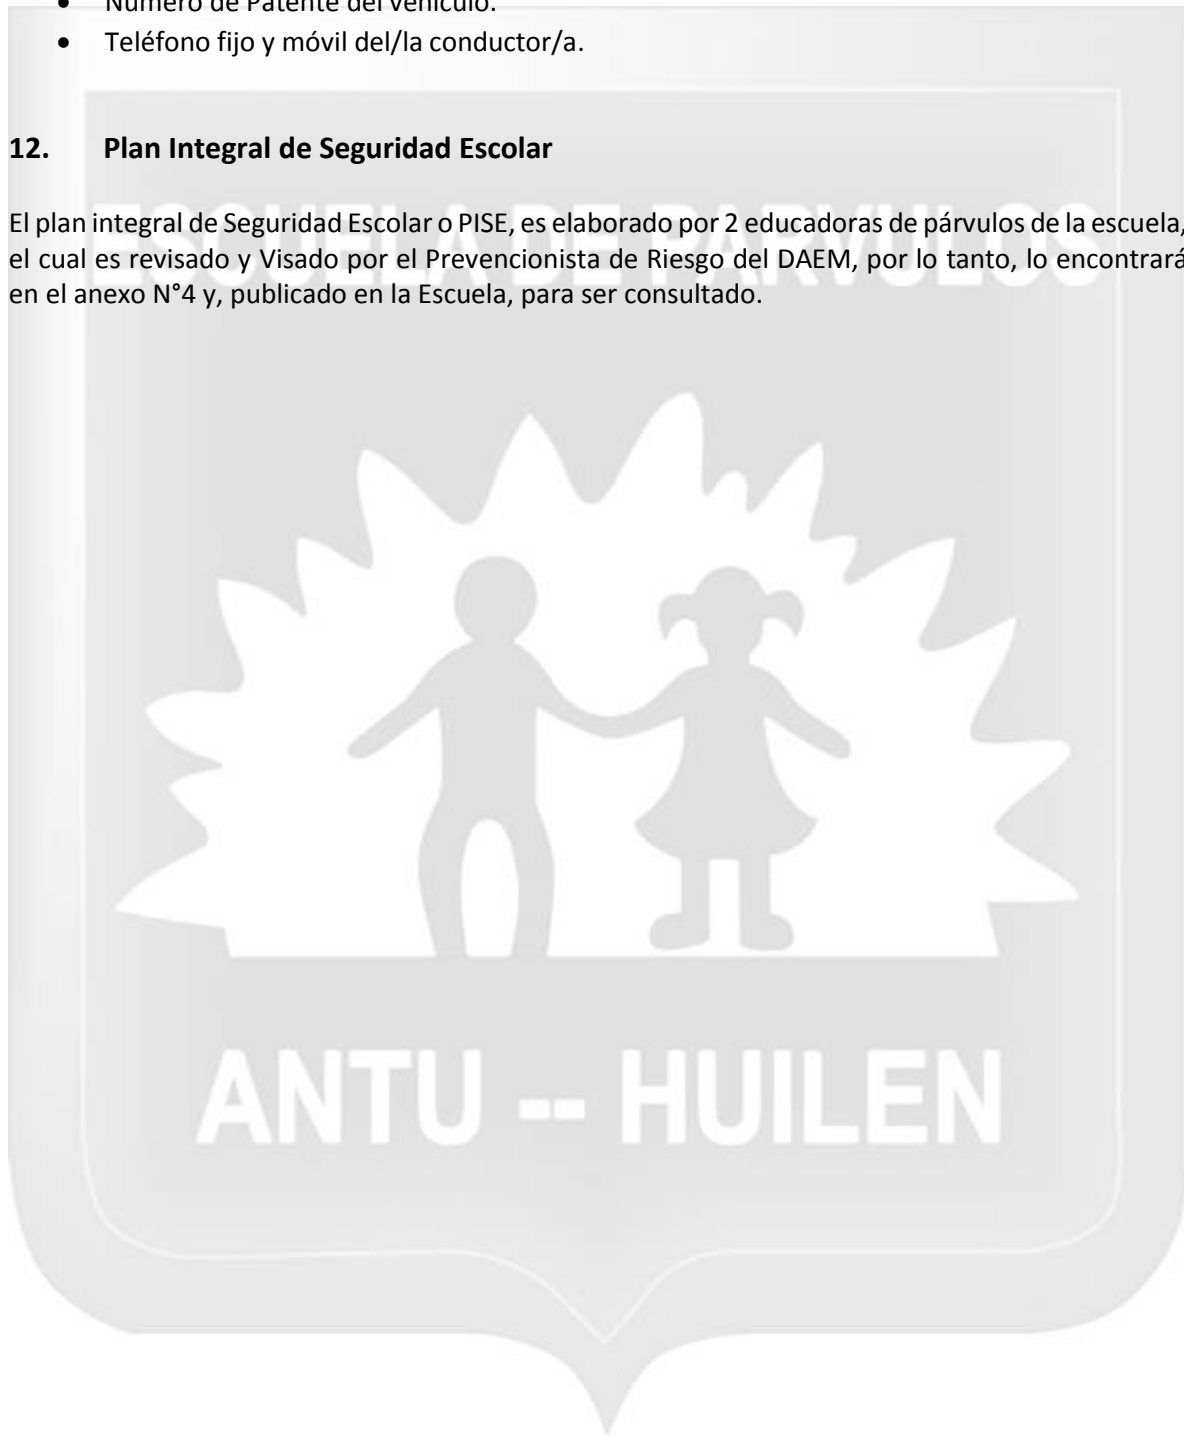 • Número de Patente del vehículo.
• Teléfono fijo y móvil del/la conductor/a.
12. Plan Integral de Seguridad Escolar
El plan integral de Seguridad Escolar o PISE, es elaborado por 2 educadoras de párvulos de la escuela,
el cual es revisado y Visado por el Prevencionista de Riesgo del DAEM, por lo tanto, lo encontrará
en el anexo N°4 y, publicado en la Escuela, para ser consultado.
ESCUELA DE PARVULOS
ANTU -- HUILEN